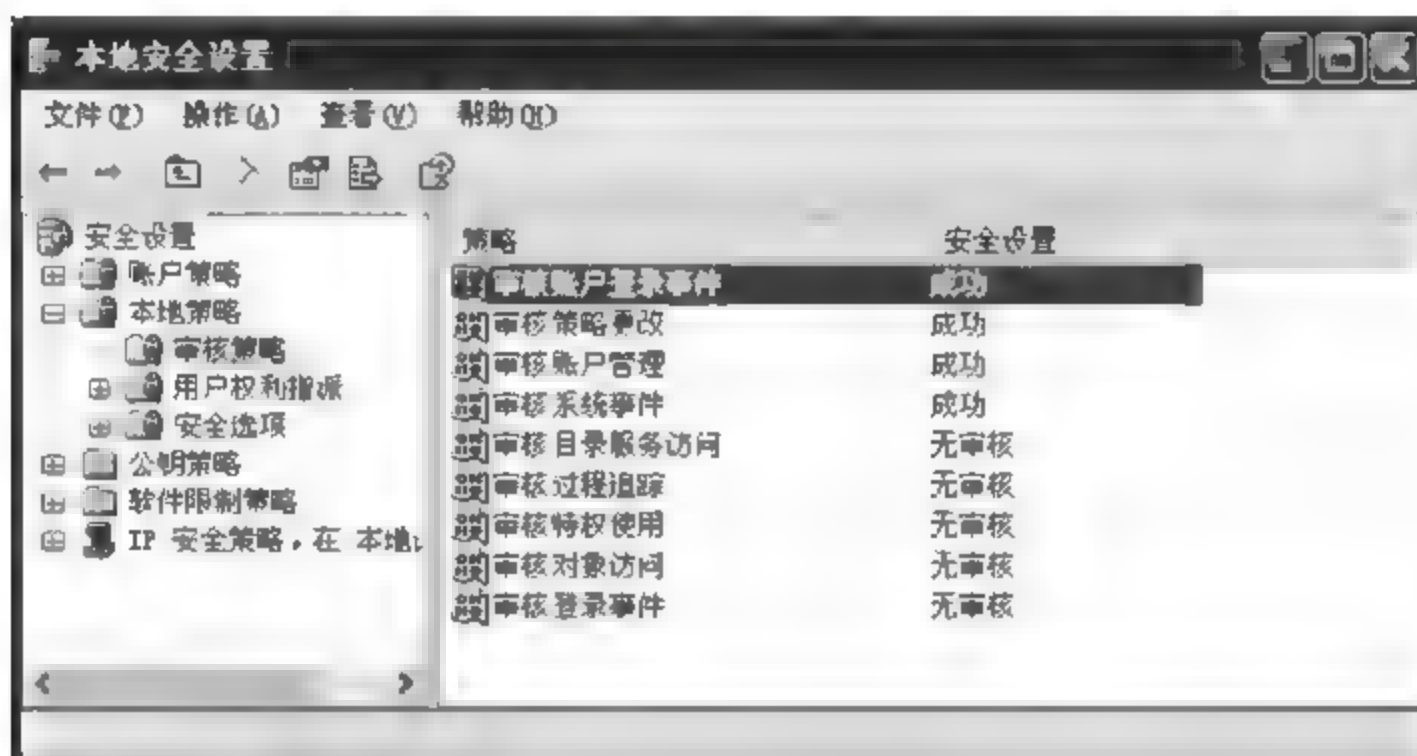 本地安全设置
文件(F) 操作(A) 查看(V) 帮助(H)
安全设置
账户策略
本地策略
审核策略
用户权利指派
安全选项
公钥策略
软件限制策略
IP 安全策略，在 本地
策略 安全设置
审核账户登录事件 成功
审核策略更改 成功
审核账户管理 成功
审核系统事件 成功
审核目录服务访问 无审核
审核过程追踪 无审核
审核特权使用 无审核
审核对象访问 无审核
审核登录事件 无审核